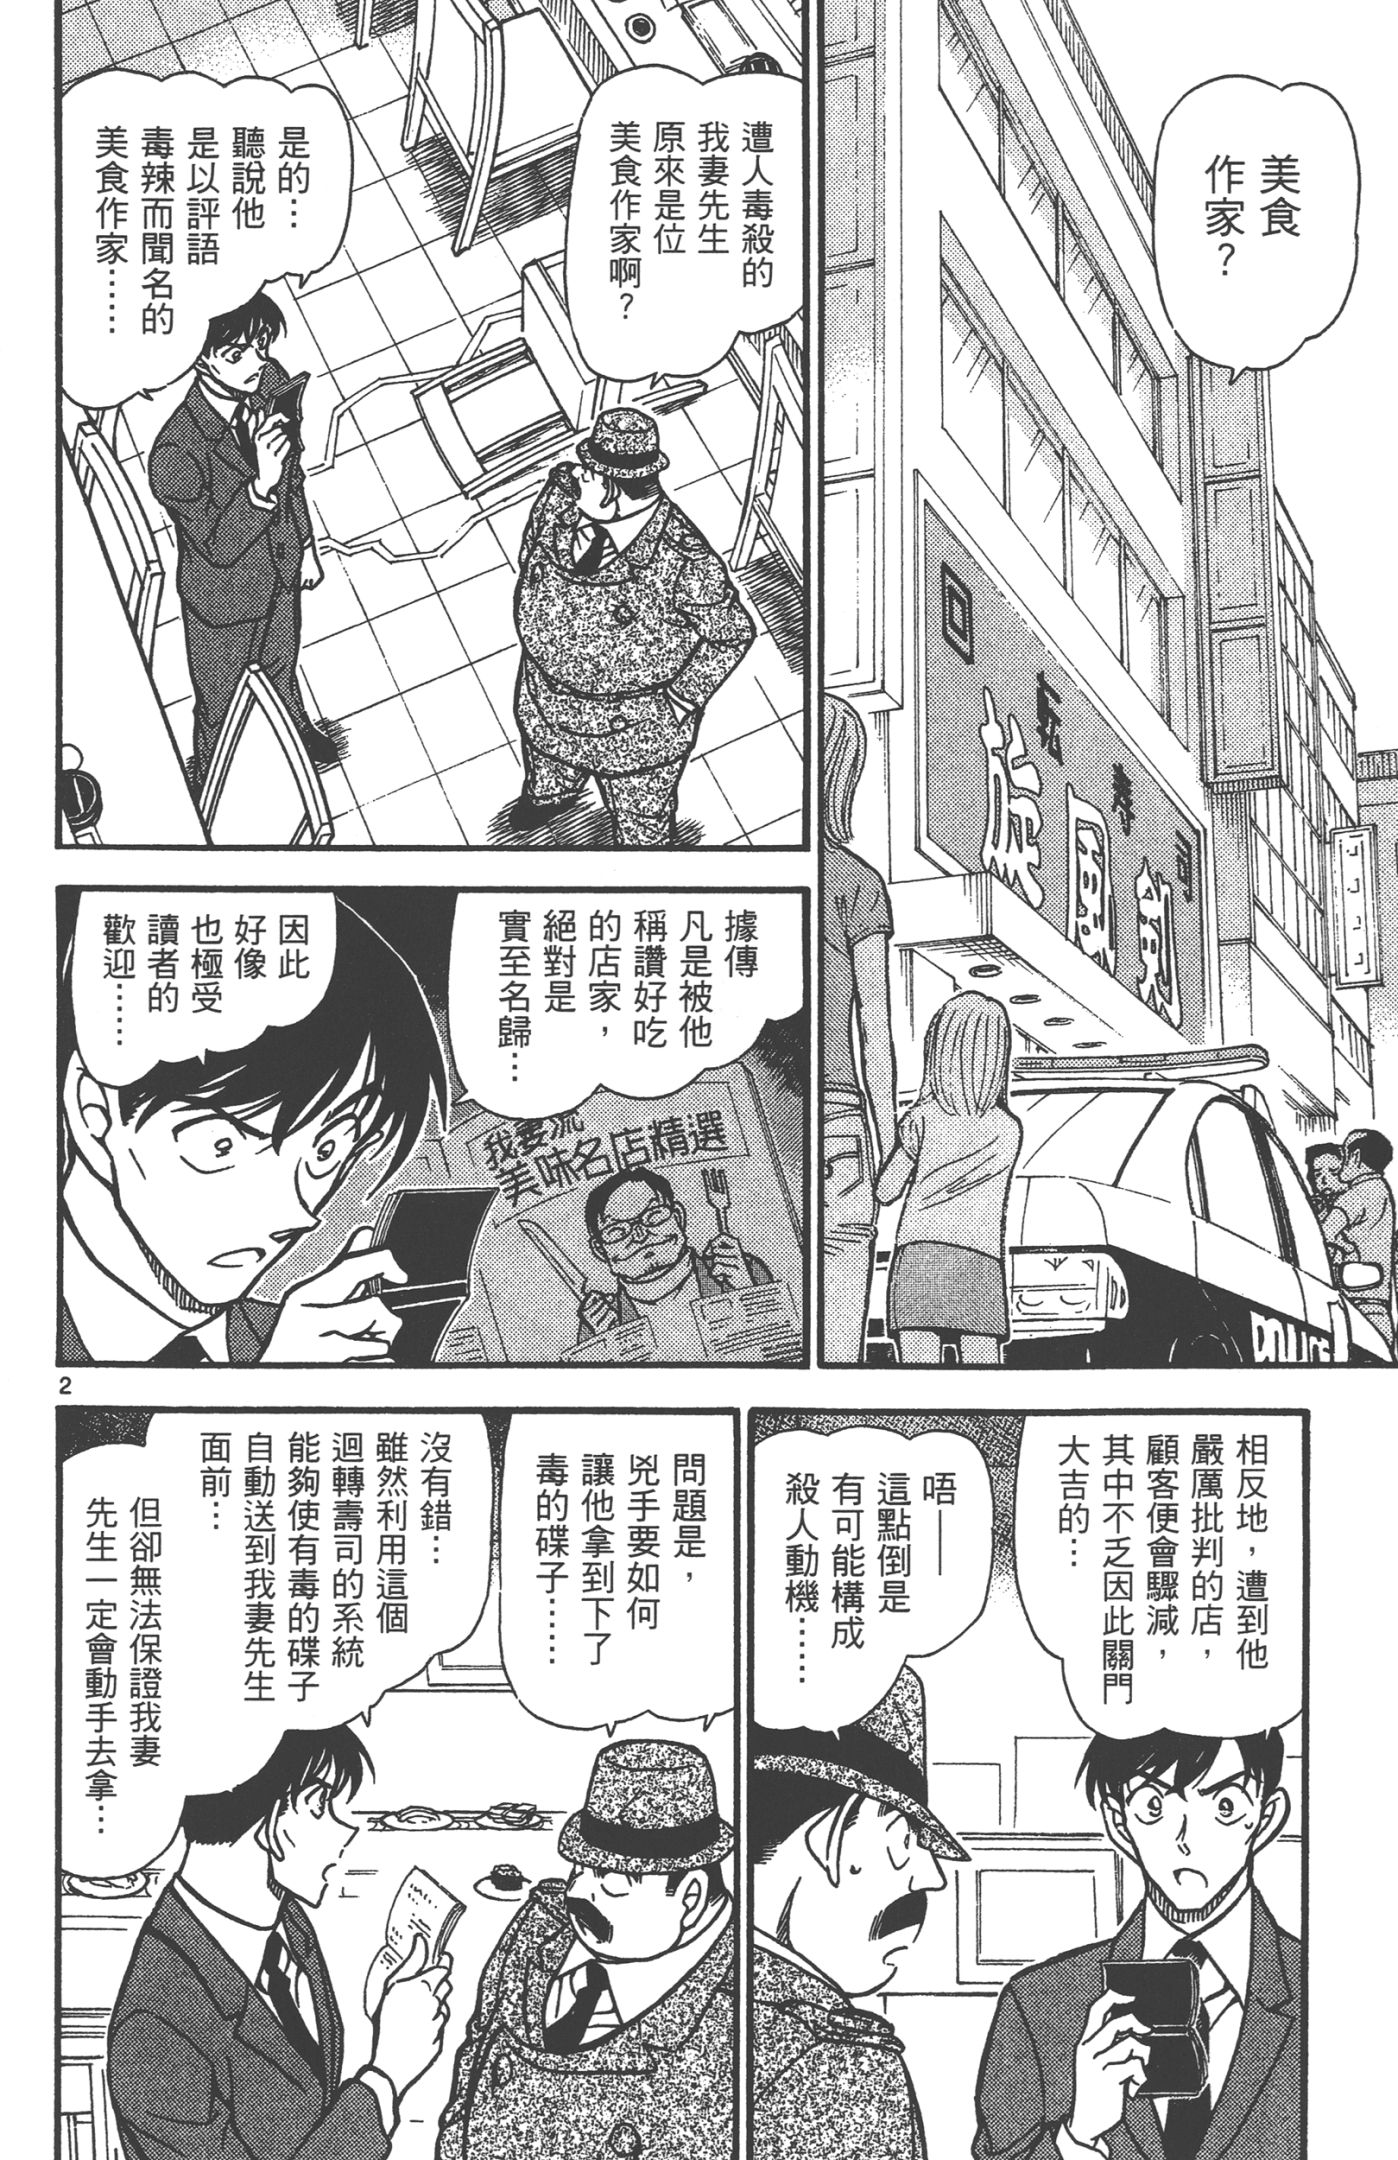 美食
作家？
遭人毒殺的
我妻先生
原來是位
美食作家啊？
是的…
聽說他
是以評語
毒辣而聞名的
美食作家……
據傳
凡是被他
稱讚好吃
的店家，
絕對是
實至名歸…
我妻流
美味名店精選
因此
好像
也極受
讀者的
歡迎……
相反地，遭到他
嚴厲批判的店，
顧客便會驟減，
其中不乏因此關門
大吉的…
唔——
這點倒是
有可能構成
殺人動機……
問題是，
兇手要如何
讓他拿到下了
毒的碟子……
沒有錯…
雖然利用這個
迴轉壽司的系統
能夠使有毒的碟子
自動送到我妻先生
面前…
但卻無法保證我妻
先生一定會動手去拿…
2